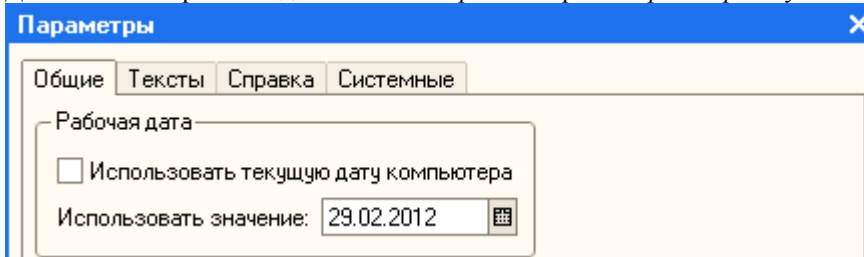 Параметры
Общие Тексты Справка Системные
Рабочая дата
Использовать текущую дату компьютера
Использовать значение: 29.02.2012